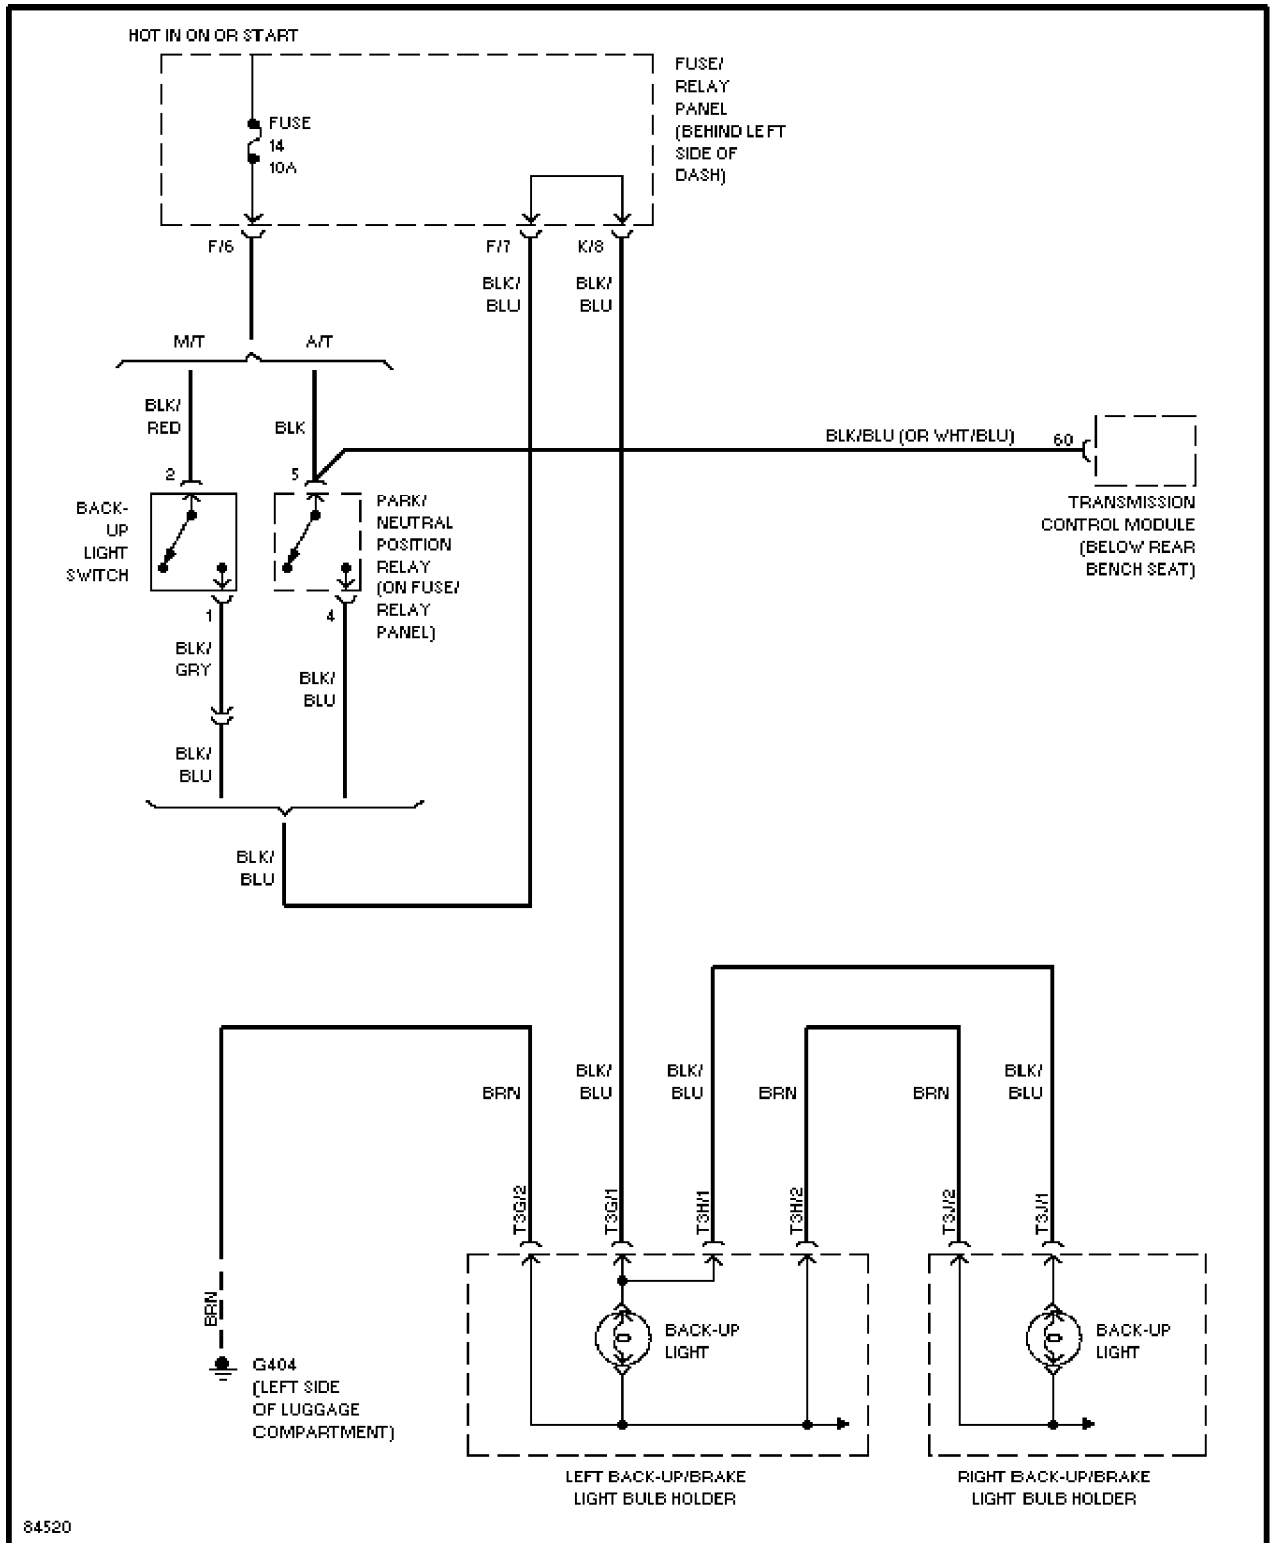 HOT IN ON OR START
FUSE/
RELAY
PANEL
(BEHIND LEFT
SIDE OF
DASH)
FUSE
14
10A
F/6
F/7
K/8
BLK/
BLU
BLK/
BLU
M/T
A/T
BLK/
RED
BLK
BLK/BLU (OR WHT/BLU)
60
2
5
BACK-
UP
LIGHT
SWITCH
PARK/
NEUTRAL
POSITION
RELAY
(ON FUSE/
RELAY
PANEL)
TRANSMISSION
CONTROL MODULE
(BELOW REAR
BENCH SEAT)
1
4
BLK/
GRY
BLK/
BLU
BLK/
BLU
BLK/
BLU
BRN
BLK/
BLU
BLK/
BLU
BRN
BRN
BLK/
BLU
T3G/2
T3G/1
T3H/1
T3H/2
T3J/2
T3J/1
BRN
G404
(LEFT SIDE
OF LUGGAGE
COMPARTMENT)
BACK-UP
LIGHT
BACK-UP
LIGHT
LEFT BACK-UP/BRAKE
LIGHT BULB HOLDER
RIGHT BACK-UP/BRAKE
LIGHT BULB HOLDER
84520